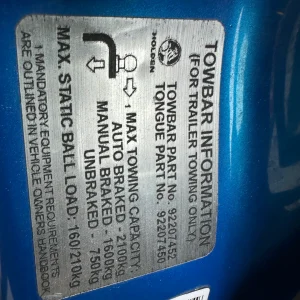 HOLDEN
TOWBAR INFORMATION
(FOR TRAILER TOWING ONLY)
TOWBAR PART No. 92207452
TONGUE PART No. 92207450
1 MAX TOWING CAPACITY:
AUTO BRAKED - 2100kg
MANUAL BRAKED - 1600kg
UNBRAKED - 750kg
MAX. STATIC BALL LOAD: 160/210kg
1 MANDATORY EQUIPMENT REQUIREMENTS
ARE OUTLINED IN VEHICLE OWNERS HANDBOOK